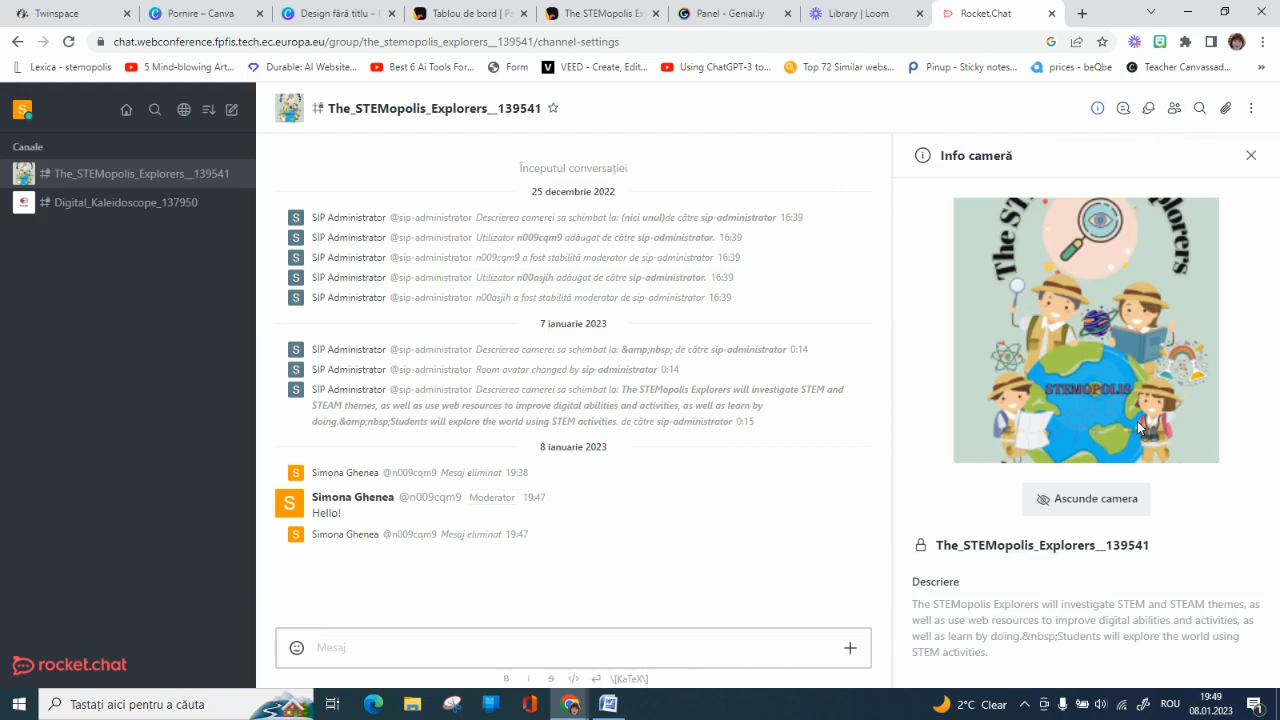 Twinspace
Pornire – Canva
Design fără titlu –
Tablou de bord | Pe
The STEMopolis Ex
Panel - Genial.ly
Library | Loom
Rocket.Chat
chat.webconference.fpfis.tech.ec.europa.eu/group/the_stemopolis_explorers__139541/channel-settings
Lexica - stemopolis
5 Mind-blowing Art...
Durable: AI Website...
Best 6 Ai Tools For...
Form
VEED - Create, Edit...
Using ChatGPT-3 to...
Top 72 Similar webs...
Pinup - Sticky notes...
prices - beQbe
Teacher Canvassad...
The_STEMopolis_Explorers__139541
Canale
The_STEMopolis_Explorers__139541
Digital_Kaleidoscope_137950
rocket.chat
Începutul conversației
25 decembrie 2022
S SIP Administrator @sip-administrator Descrierea camerei sa schimbat la: (nici unul)de către sip-administrator 16:39
S SIP Administrator @sip-administrator Utilizator n009cqm9 adăugat de către sip-administrator. 16:39
S SIP Administrator @sip-administrator n009cqm9 a fost stabilită moderator de sip-administrator 16:39
S SIP Administrator @sip-administrator Utilizator n00asjih adăugat de către sip-administrator. 16:39
S SIP Administrator @sip-administrator n00asjih a fost stabilită moderator de sip-administrator 16:39
7 ianuarie 2023
S SIP Administrator @sip-administrator Descrierea camerei sa schimbat la: &amp;nbsp; de către sip-administrator 0:14
S SIP Administrator @sip-administrator Room avatar changed by sip-administrator 0:14
S SIP Administrator @sip-administrator Descrierea camerei sa schimbat la: The STEMopolis Explorers will investigate STEM and
STEAM themes, as well as use web resources to improve digital abilities and activities, as well as learn by
doing.&amp;nbsp;Students will explore the world using STEM activities. de către sip-administrator 0:15
8 ianuarie 2023
S Simona Ghenea @n009cqm9 Mesaj eliminat 19:38
S Simona Ghenea @n009cqm9 Moderator 19:47
Hello!
S Simona Ghenea @n009cqm9 Mesaj eliminat 19:47
Mesaj
B i S </> \[KaTeX\]
Info cameră
The S Explorers
STEMOPOLIS
Ascunde camera
The_STEMopolis_Explorers__139541
Descriere
The STEMopolis Explorers will investigate STEM and STEAM themes, as
well as use web resources to improve digital abilities and activities, as
well as learn by doing.&nbsp;Students will explore the world using
STEM activities.
Tastați aici pentru a căuta
2°C Clear
ROU
19:49
08.01.2023